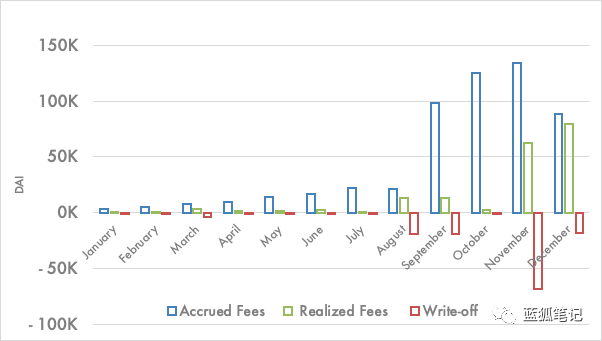 150K
100K
50K
0K
- 50K
- 100K
DAI
January
February
March
April
May
June
July
August
September
October
November
December
Accrued Fees Realized Fees Write-off
蓝狐笔记